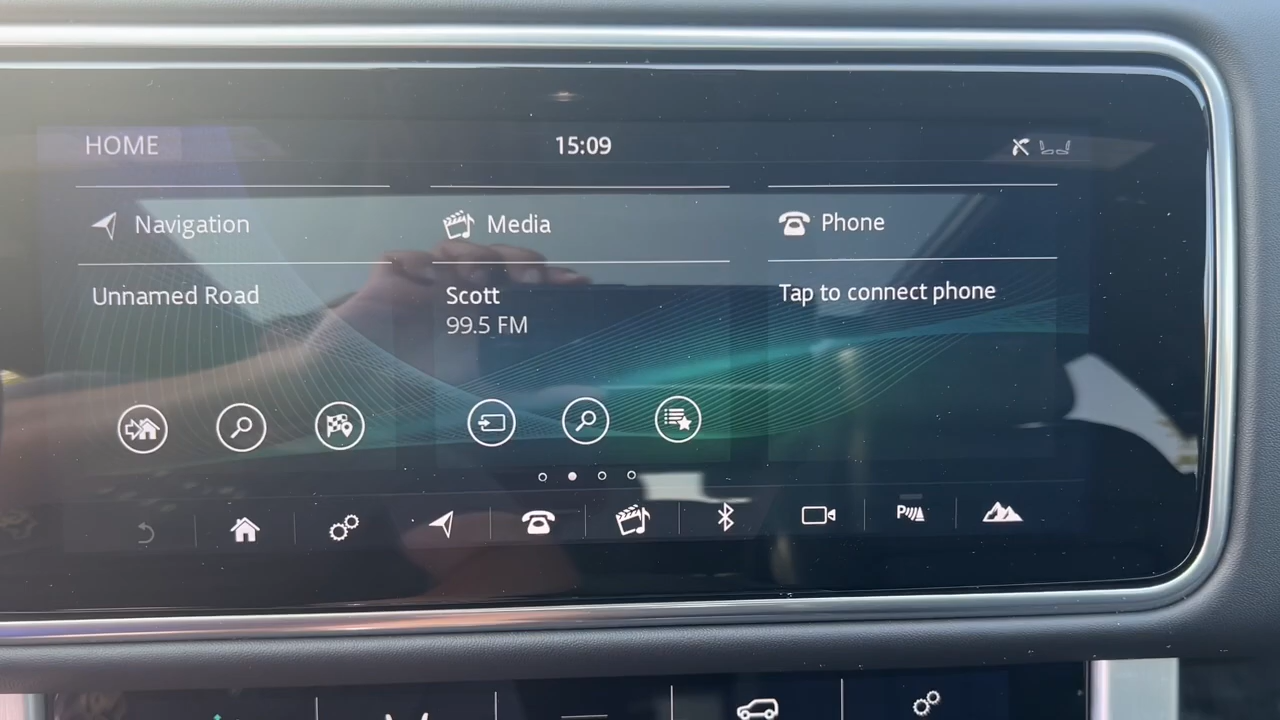 HOME
15:09
Navigation
Media
Phone
Unnamed Road
Scott
99.5 FM
Tap to connect phone
P